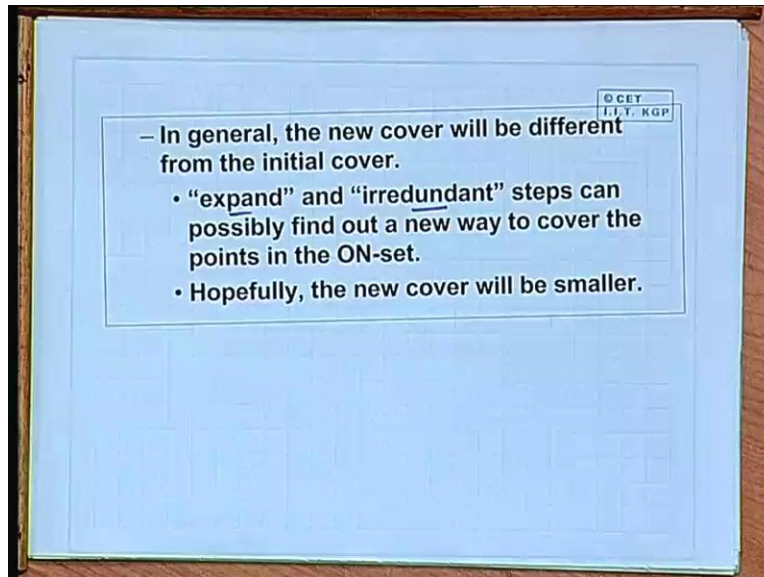 © CET
I.I.T. KGP
– In general, the new cover will be different
from the initial cover.
• “expand” and “irredundant” steps can
possibly find out a new way to cover the
points in the ON-set.
• Hopefully, the new cover will be smaller.